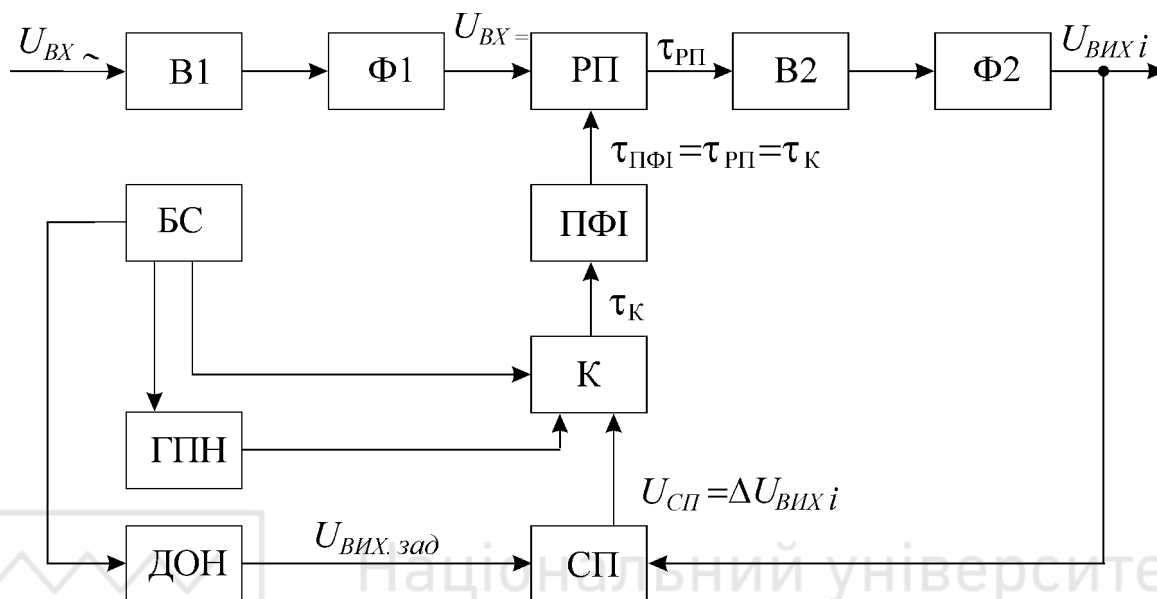 U_ВХ ~
U_ВХ =
τ_РП
U_ВИХ i
В1
Ф1
РП
В2
Ф2
τ_ПФІ=τ_РП=τ_К
БС
ПФІ
τ_К
К
ГПН
U_СП =ΔU_ВИХ i
U_ВИХ. зад
ДОН
СП
Національний університе